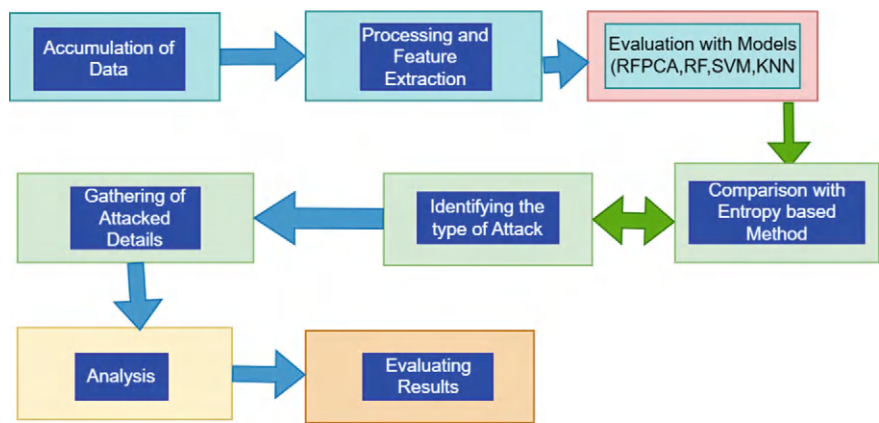 Accumulation of
Data
Processing and
Feature
Extraction
Evaluation with Models
(RFPCA,RF,SVM,KNN
Comparison with
Entropy based
Method
Identifying the
type of Attack
Gathering of
Attacked
Details
Analysis
Evaluating
Results